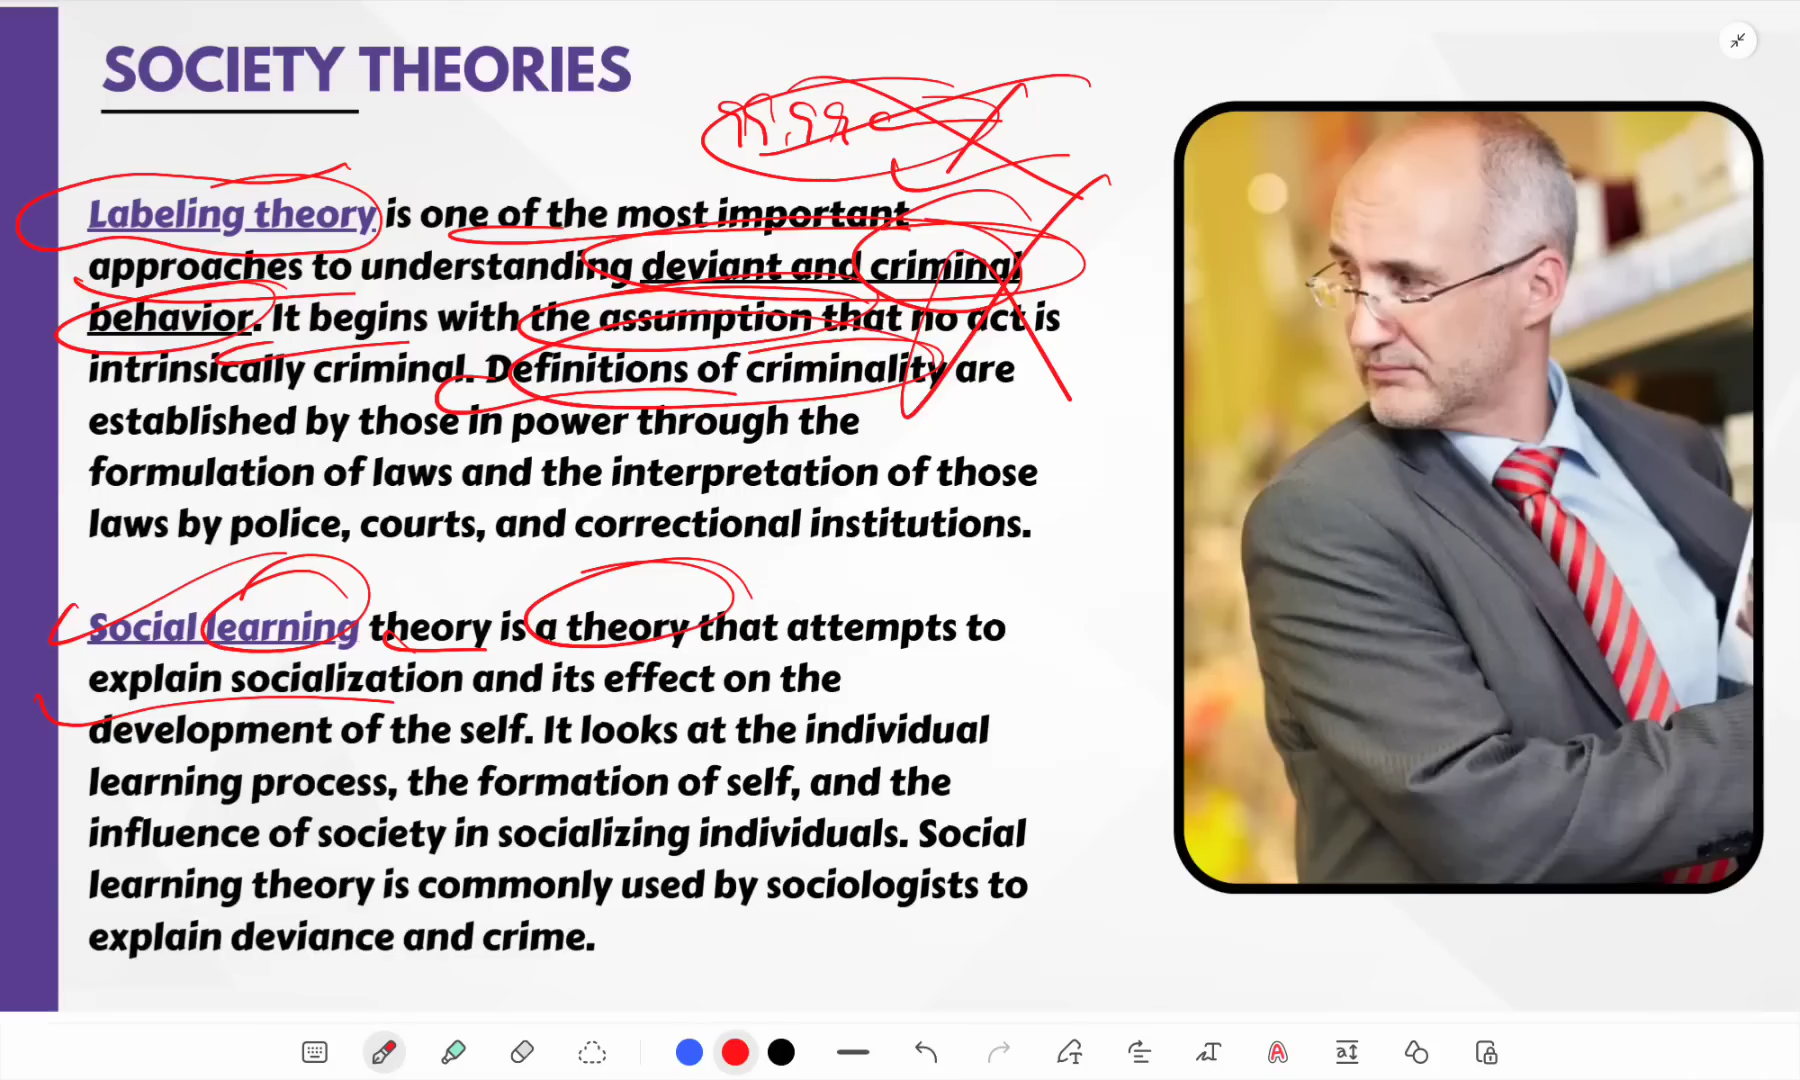 SOCIETY THEORIES
Labeling theory is one of the most important
approaches to understanding deviant and criminal
behavior. It begins with the assumption that no act is
intrinsically criminal. Definitions of criminality are
established by those in power through the
formulation of laws and the interpretation of those
laws by police, courts, and correctional institutions.
Social learning theory is a theory that attempts to
explain socialization and its effect on the
development of the self. It looks at the individual
learning process, the formation of self, and the
influence of society in socializing individuals. Social
learning theory is commonly used by sociologists to
explain deviance and crime.